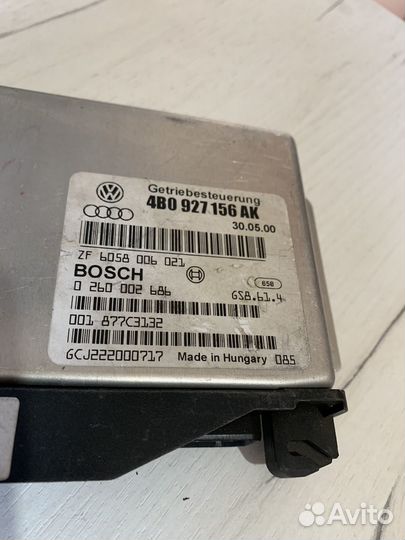 Getriebesteuerung
4B0 927 156 AK
30.05.00
ZF 6058 006 021
BOSCH
0 260 002 686
658
GS8.61.4
001 877C3132
GCJ222000717 Made in Hungary 085
Avito